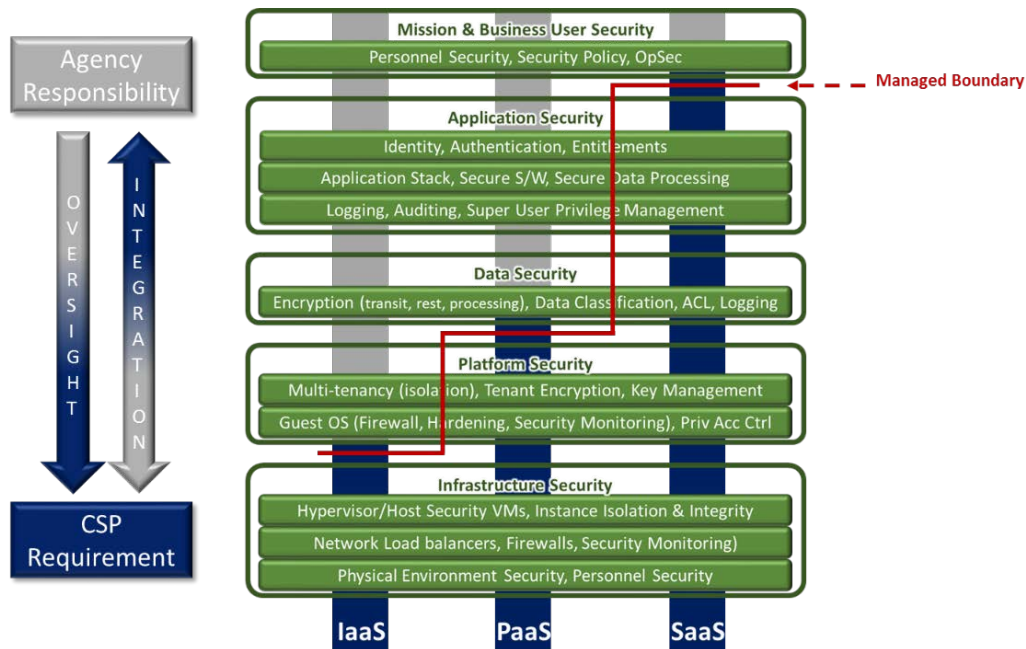 Agency
Responsibility
OVERSIGHT
INTEGRATION
CSP
Requirement
Mission & Business User Security
Personnel Security, Security Policy, OpSec
Managed Boundary
Application Security
Identity, Authentication, Entitlements
Application Stack, Secure S/W, Secure Data Processing
Logging, Auditing, Super User Privilege Management
Data Security
Encryption (transit, rest, processing), Data Classification, ACL, Logging
Platform Security
Multi-tenancy (isolation), Tenant Encryption, Key Management
Guest OS (Firewall, Hardening, Security Monitoring), Priv Acc Ctrl
Infrastructure Security
Hypervisor/Host Security VMs, Instance Isolation & Integrity
Network Load balancers, Firewalls, Security Monitoring)
Physical Environment Security, Personnel Security
IaaS
PaaS
SaaS